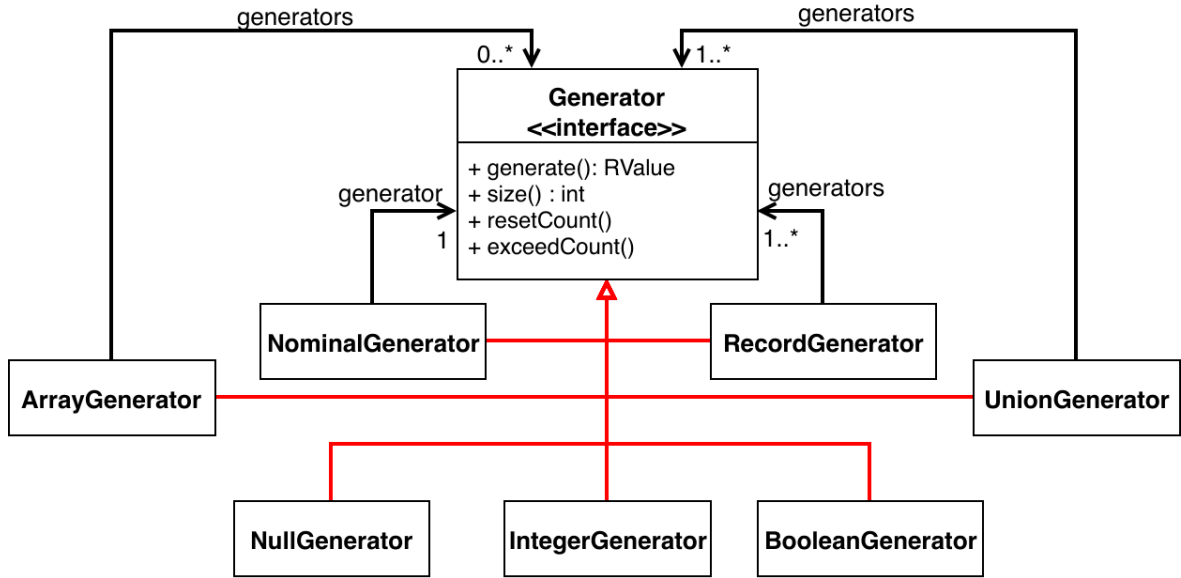 generators
generators
0..*
1..*
Generator
<<interface>>
+ generate(): RValue
+ size() : int
+ resetCount()
+ exceedCount()
generator
1
generators
1..*
NominalGenerator
RecordGenerator
ArrayGenerator
UnionGenerator
NullGenerator
IntegerGenerator
BooleanGenerator